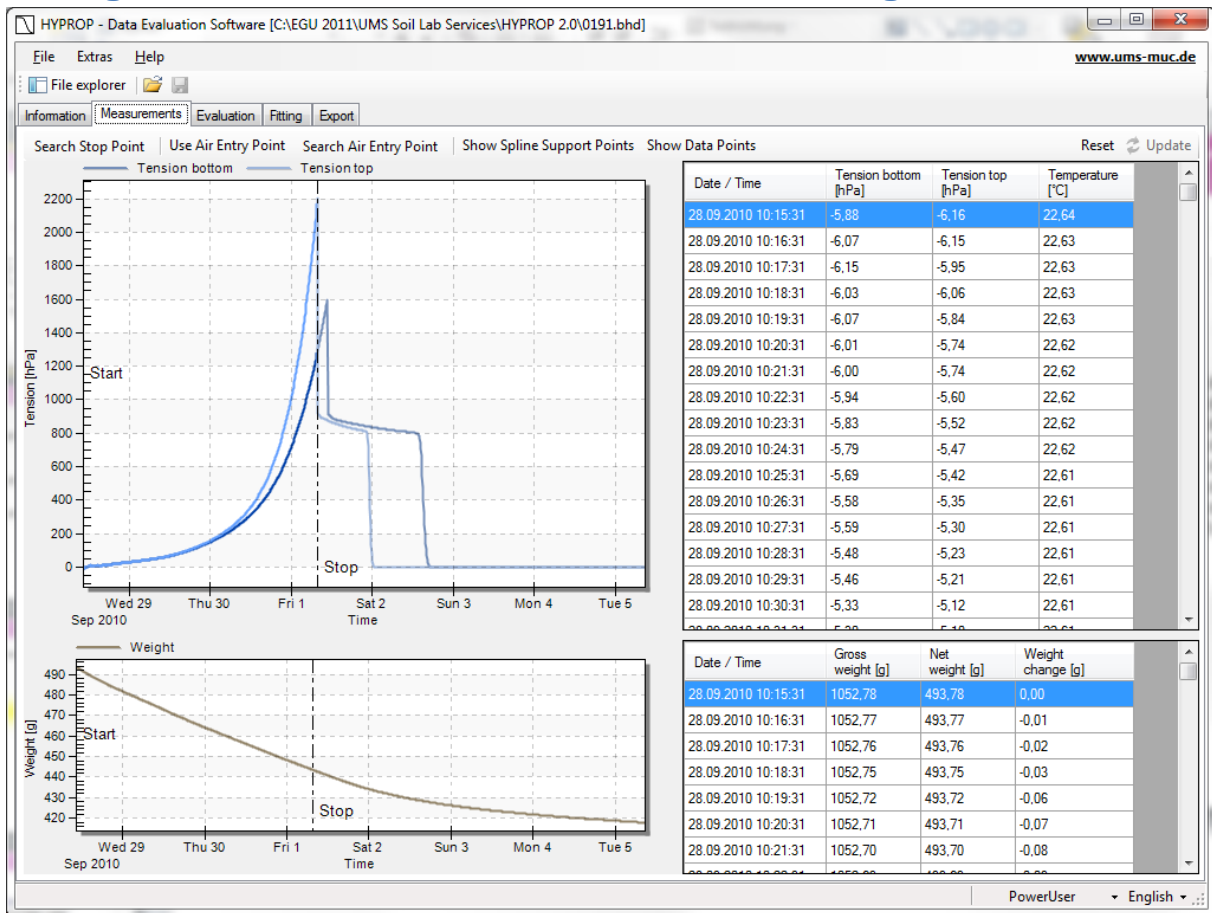 HYPROP - Data Evaluation Software [C:\EGU 2011\UMS Soil Lab Services\HYPROP 2.0\0191.bhd]
File Extras Help www.ums-muc.de
File explorer
Information Measurements Evaluation Fitting Export
Search Stop Point Use Air Entry Point Search Air Entry Point Show Spline Support Points Show Data Points Reset Update
Tension bottom Tension top
2200
2000
1800
1600
1400
1200
1000
800
600
400
200
0
Tension [hPa]
Start
Stop
Wed 29 Thu 30 Fri 1 Sat 2 Sun 3 Mon 4 Tue 5
Sep 2010 Time
Date / Time Tension bottom [hPa] Tension top [hPa] Temperature [°C]
28.09.2010 10:15:31 -5,88 -6,16 22,64
28.09.2010 10:16:31 -6,07 -6,15 22,63
28.09.2010 10:17:31 -6,15 -5,95 22,63
28.09.2010 10:18:31 -6,03 -6,06 22,63
28.09.2010 10:19:31 -6,07 -5,84 22,63
28.09.2010 10:20:31 -6,01 -5,74 22,62
28.09.2010 10:21:31 -6,00 -5,74 22,62
28.09.2010 10:22:31 -5,94 -5,60 22,62
28.09.2010 10:23:31 -5,83 -5,52 22,62
28.09.2010 10:24:31 -5,79 -5,47 22,62
28.09.2010 10:25:31 -5,69 -5,42 22,61
28.09.2010 10:26:31 -5,58 -5,35 22,61
28.09.2010 10:27:31 -5,59 -5,30 22,61
28.09.2010 10:28:31 -5,48 -5,23 22,61
28.09.2010 10:29:31 -5,46 -5,21 22,61
28.09.2010 10:30:31 -5,33 -5,12 22,61
Weight
490
480
470
460
450
440
430
420
Weight [g]
Start
Stop
Wed 29 Thu 30 Fri 1 Sat 2 Sun 3 Mon 4 Tue 5
Sep 2010 Time
Date / Time Gross weight [g] Net weight [g] Weight change [g]
28.09.2010 10:15:31 1052,78 493,78 0,00
28.09.2010 10:16:31 1052,77 493,77 -0,01
28.09.2010 10:17:31 1052,76 493,76 -0,02
28.09.2010 10:18:31 1052,75 493,75 -0,03
28.09.2010 10:19:31 1052,72 493,72 -0,06
28.09.2010 10:20:31 1052,71 493,71 -0,07
28.09.2010 10:21:31 1052,70 493,70 -0,08
PowerUser English